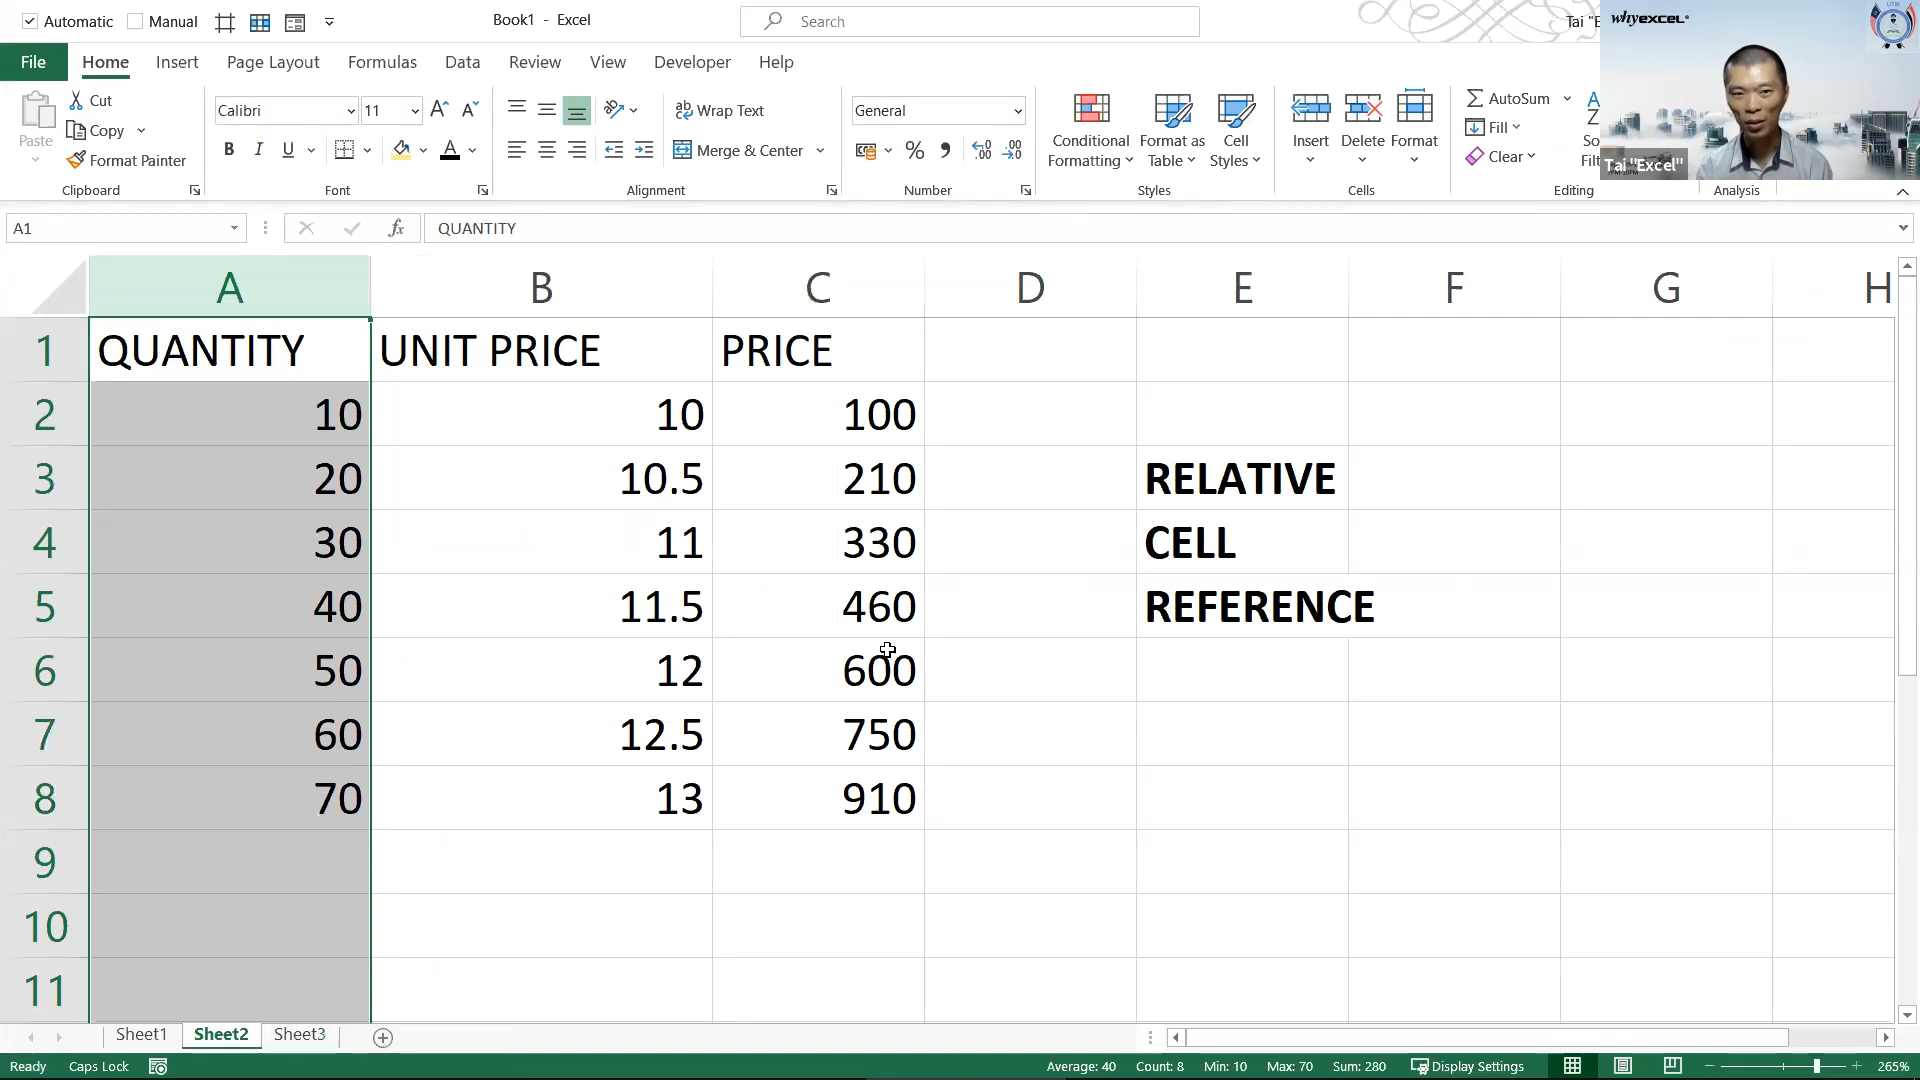 Automatic Manual Book1 - Excel Search Tai "E
whyexcel
UTM
File Home Insert Page Layout Formulas Data Review View Developer Help
Cut
Copy
Format Painter
Paste
Clipboard
Calibri 11
B I U
Font
Wrap Text
Merge & Center
Alignment
General
Number
Conditional Formatting
Format as Table
Cell Styles
Styles
Insert Delete Format
Cells
AutoSum
Fill
Clear
So
Filt
Editing
Analysis
Tai "Excel"
A1 fx QUANTITY
A B C D E F G H
1 QUANTITY UNIT PRICE PRICE
2 10 10 100
3 20 10.5 210 RELATIVE
4 30 11 330 CELL
5 40 11.5 460 REFERENCE
6 50 12 600
7 60 12.5 750
8 70 13 910
9
10
11
Sheet1 Sheet2 Sheet3
Ready Caps Lock Average: 40 Count: 8 Min: 10 Max: 70 Sum: 280 Display Settings 265%